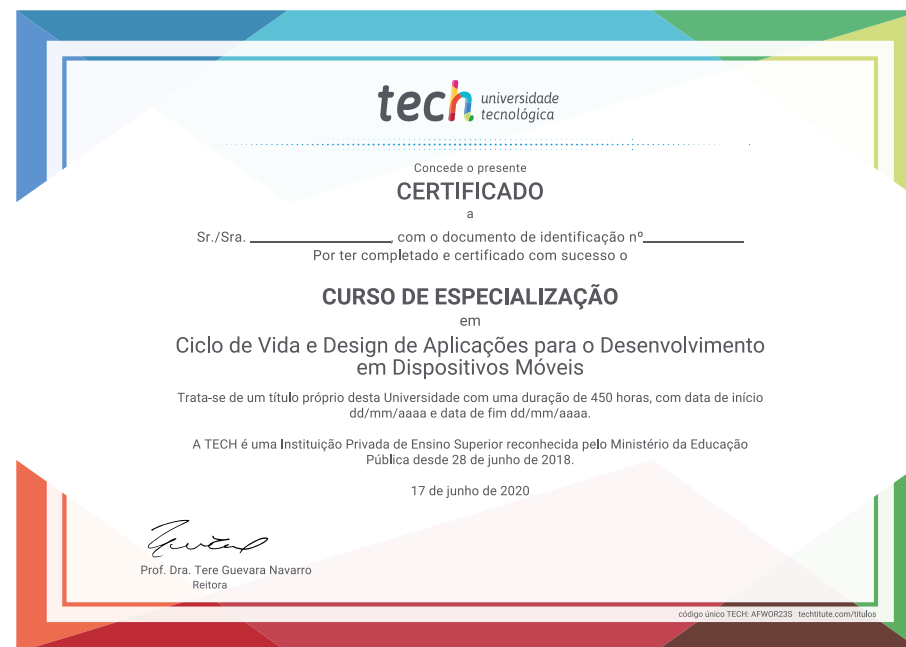 tech universidade
tecnológica
Concede o presente
CERTIFICADO
a
Sr./Sra. ____________________, com o documento de identificação nº______________
Por ter completado e certificado com sucesso o
CURSO DE ESPECIALIZAÇÃO
em
Ciclo de Vida e Design de Aplicações para o Desenvolvimento
em Dispositivos Móveis
Trata-se de um título próprio desta Universidade com uma duração de 450 horas, com data de início
dd/mm/aaaa e data de fim dd/mm/aaaa.
A TECH é uma Instituição Privada de Ensino Superior reconhecida pelo Ministério da Educação
Pública desde 28 de junho de 2018.
17 de junho de 2020
Prof. Dra. Tere Guevara Navarro
Reitora
código único TECH: AFWOR23S techtitute.com/titulos